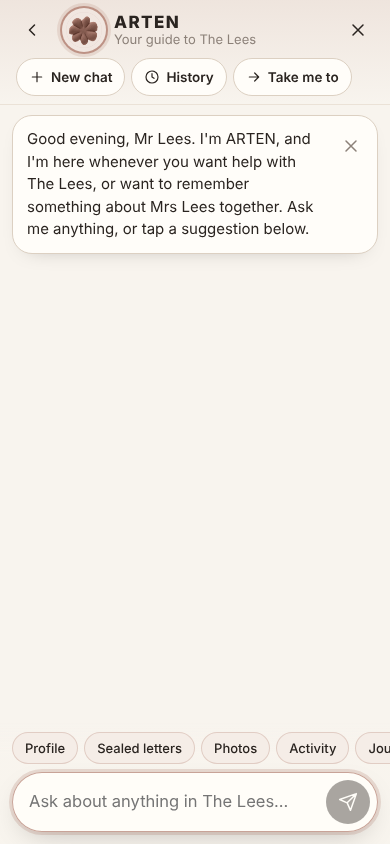 ARTEN
Your guide to The Lees
New chat
History
Take me to
Good evening, Mr Lees. I'm ARTEN, and
I'm here whenever you want help with
The Lees, or want to remember
something about Mrs Lees together. Ask
me anything, or tap a suggestion below.
Profile
Sealed letters
Photos
Activity
Jou
Ask about anything in The Lees...